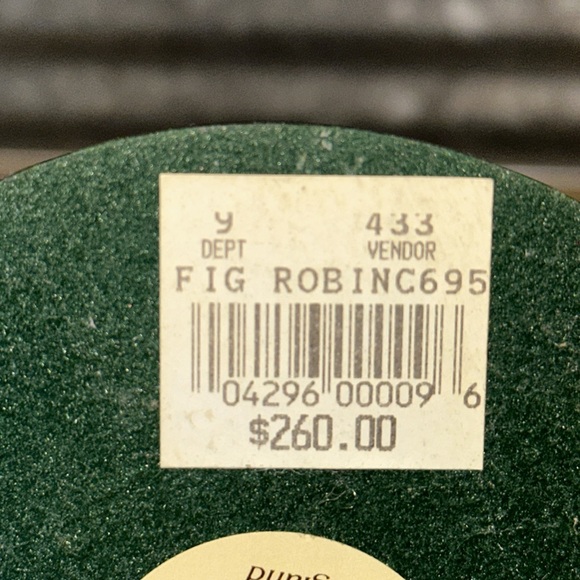 9 433
DEPT VENDOR
FIG ROBINC695
04296 00009 6
$260.00